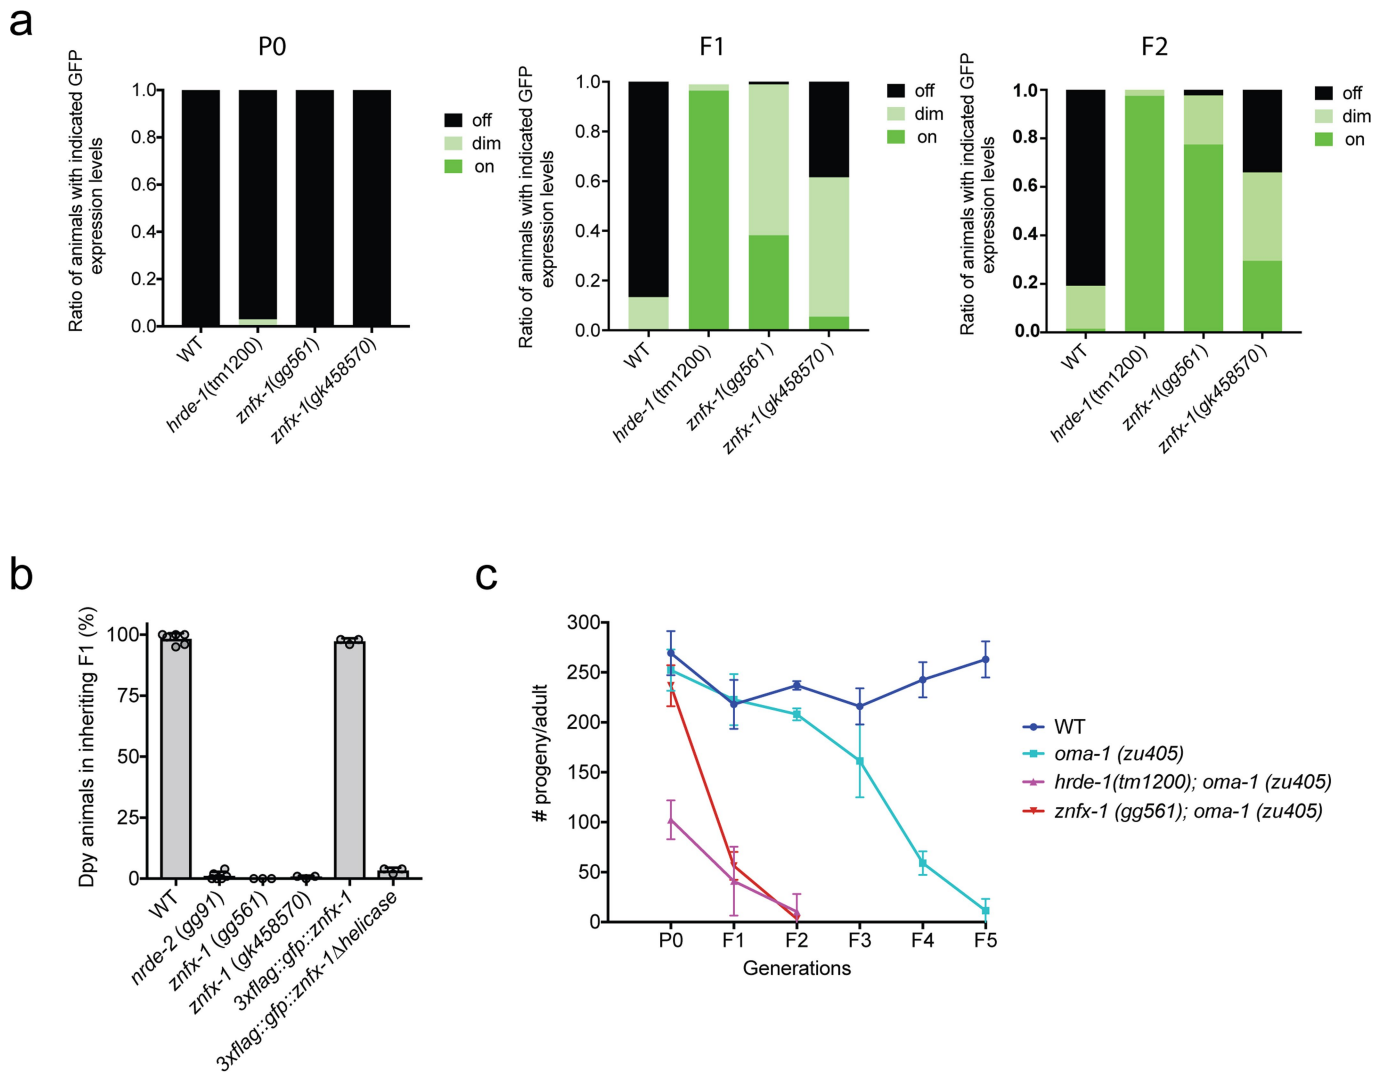 a
P0
Ratio of animals with indicated GFP
expression levels
1.0
0.8
0.6
0.4
0.2
0.0
WT
hrde-1(tm1200)
znfx-1(gg561)
znfx-1(gk458570)
off
dim
on
F1
Ratio of animals with indicated GFP
expression levels
1.0
0.8
0.6
0.4
0.2
0.0
WT
hrde-1(tm1200)
znfx-1(gg561)
znfx-1(gk458570 )
off
dim
on
F2
Ratio of animals with indicated GFP
expression levels
1.0
0.8
0.6
0.4
0.2
0.0
WT
hrde-1(tm1200)
znfx-1(gg561)
znfx-1(gk458570 )
off
dim
on
b
Dpy animals in inheriting F1 (%)
100
75
50
25
0
WT
nrde-2 (gg91)
znfx-1 (gg561)
znfx-1 (gk458570)
3xflag::gfp::znfx-1
3xflag::gfp::znfx-1Δhelicase
c
# progeny/adult
300
250
200
150
100
50
0
P0 F1 F2 F3 F4 F5
Generations
WT
oma-1 (zu405)
hrde-1(tm1200); oma-1 (zu405)
znfx-1 (gg561); oma-1 (zu405)